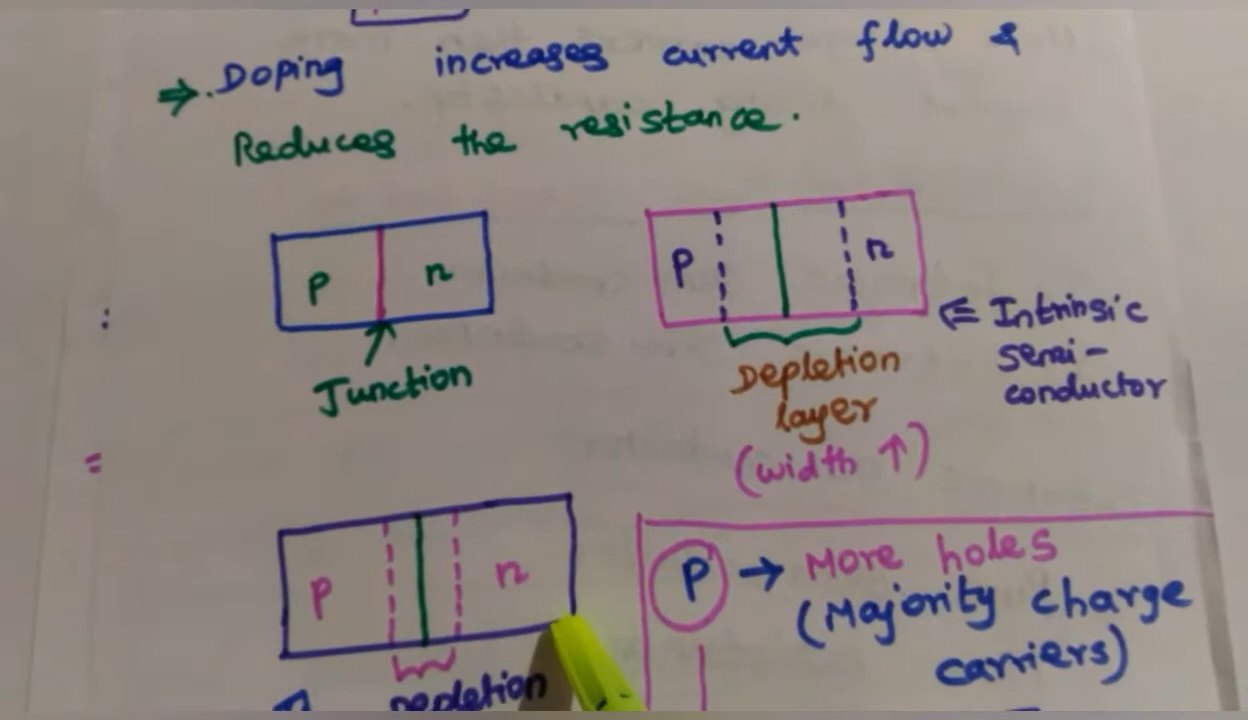 ⇒. Doping increases current flow &
Reduces the resistance.
P n
Junction
P n
Depletion
layer
(width ↑)
⇐ Intrinsic
semi-
conductor
P n
Depletion
P → More holes
(Majority charge
carriers)